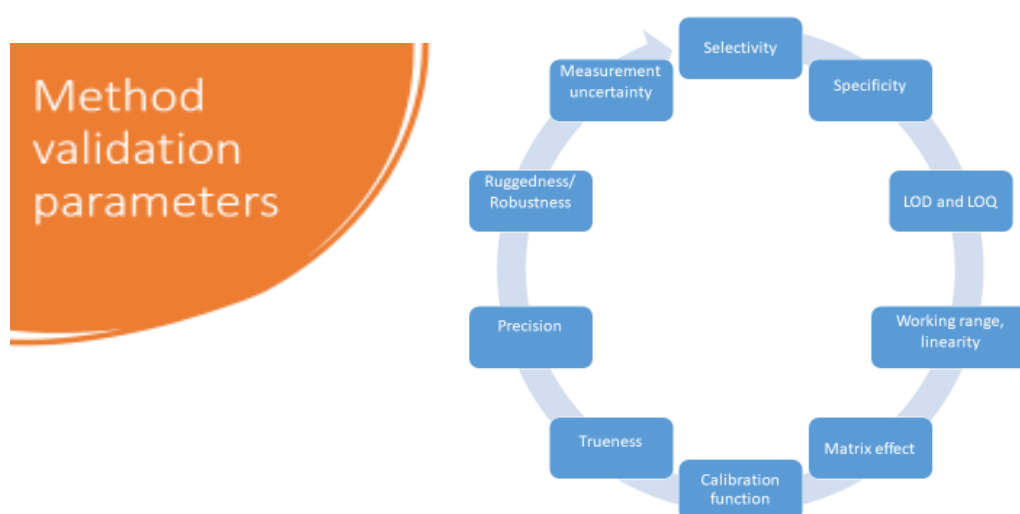 Method
validation
parameters
Selectivity
Specificity
LOD and LOQ
Working range,
linearity
Matrix effect
Calibration
function
Trueness
Precision
Ruggedness/
Robustness
Measurement
uncertainty